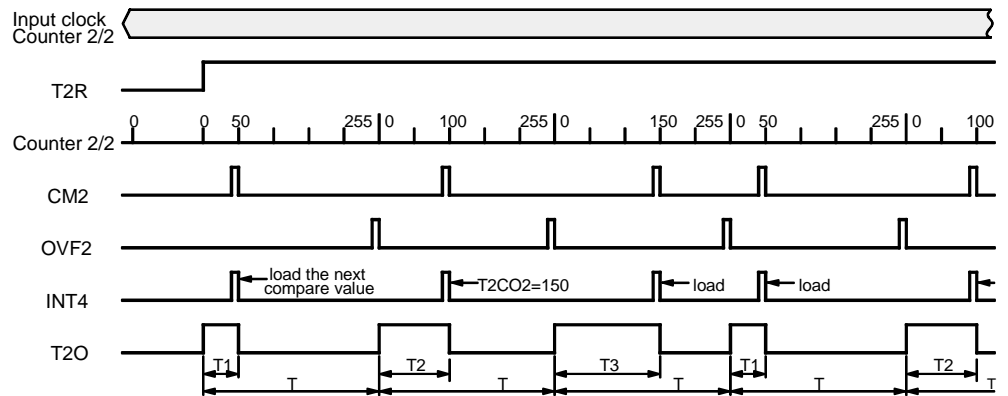 Input clock
Counter 2/2
T2R
0 0 50 255 0 100 255 0 150 255 0 50 255 0 100
Counter 2/2
CM2
OVF2
INT4
load the next
compare value
T2CO2=150
load
load
T2O
T1 T2 T3 T1 T2
T T T T T